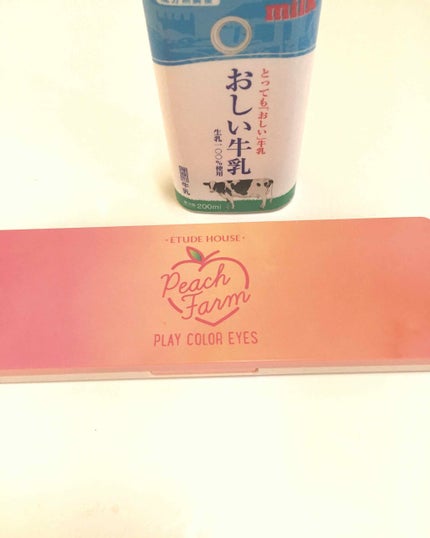 milk
とっても「おしい」牛乳
おしい牛乳
生乳一〇〇%使用
牛乳
200ml
·ETUDE HOUSE·
Peach
Farm
PLAY COLOR EYES